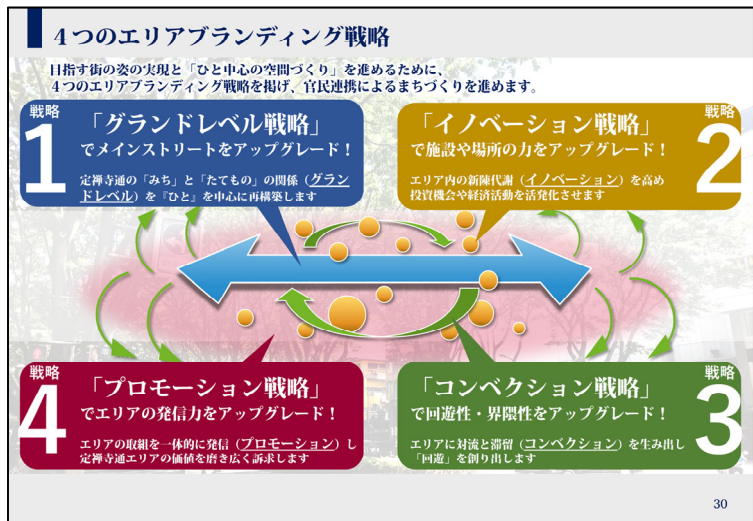 4つのエリアブランディング戦略
目指す街の姿の実現と「ひと中心の空間づくり」を進めるために、
4つのエリアブランディング戦略を掲げ、官民連携によるまちづくりを進めます。
戦略
1
「グランドレベル戦略」
でメインストリートをアップグレード！
定禅寺通の「みち」と「たてもの」の関係（グラン
ドレベル）を『ひと』を中心に再構築します
戦略
2
「イノベーション戦略」
で施設や場所の力をアップグレード！
エリア内の新陳代謝（イノベーション）を高め
投資機会や経済活動を活発化させます
戦略
4
「プロモーション戦略」
でエリアの発信力をアップグレード！
エリアの取組を一体的に発信（プロモーション）し
定禅寺通エリアの価値を磨き広く訴求します
戦略
3
「コンベクション戦略」
で回遊性・界隈性をアップグレード！
エリアに対流と滞留（コンベクション）を生み出し
「回遊」を創り出します
30